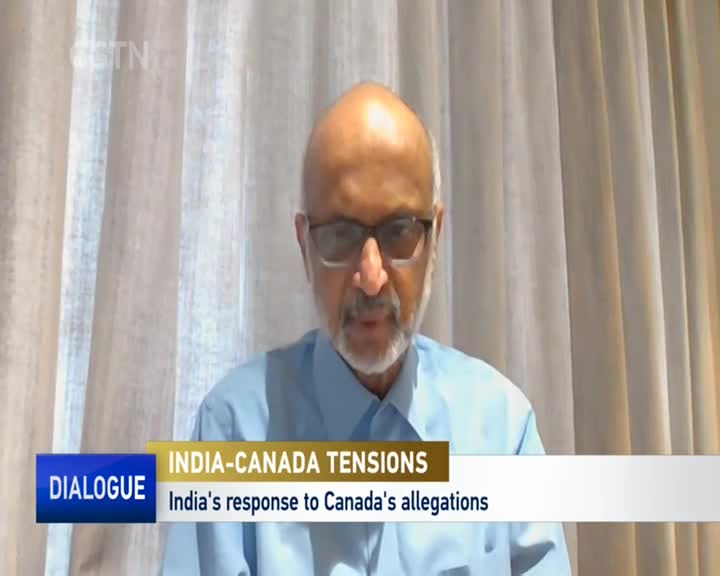 CGTN
INDIA-CANADA TENSIONS
DIALOGUE
India's response to Canada's allegations